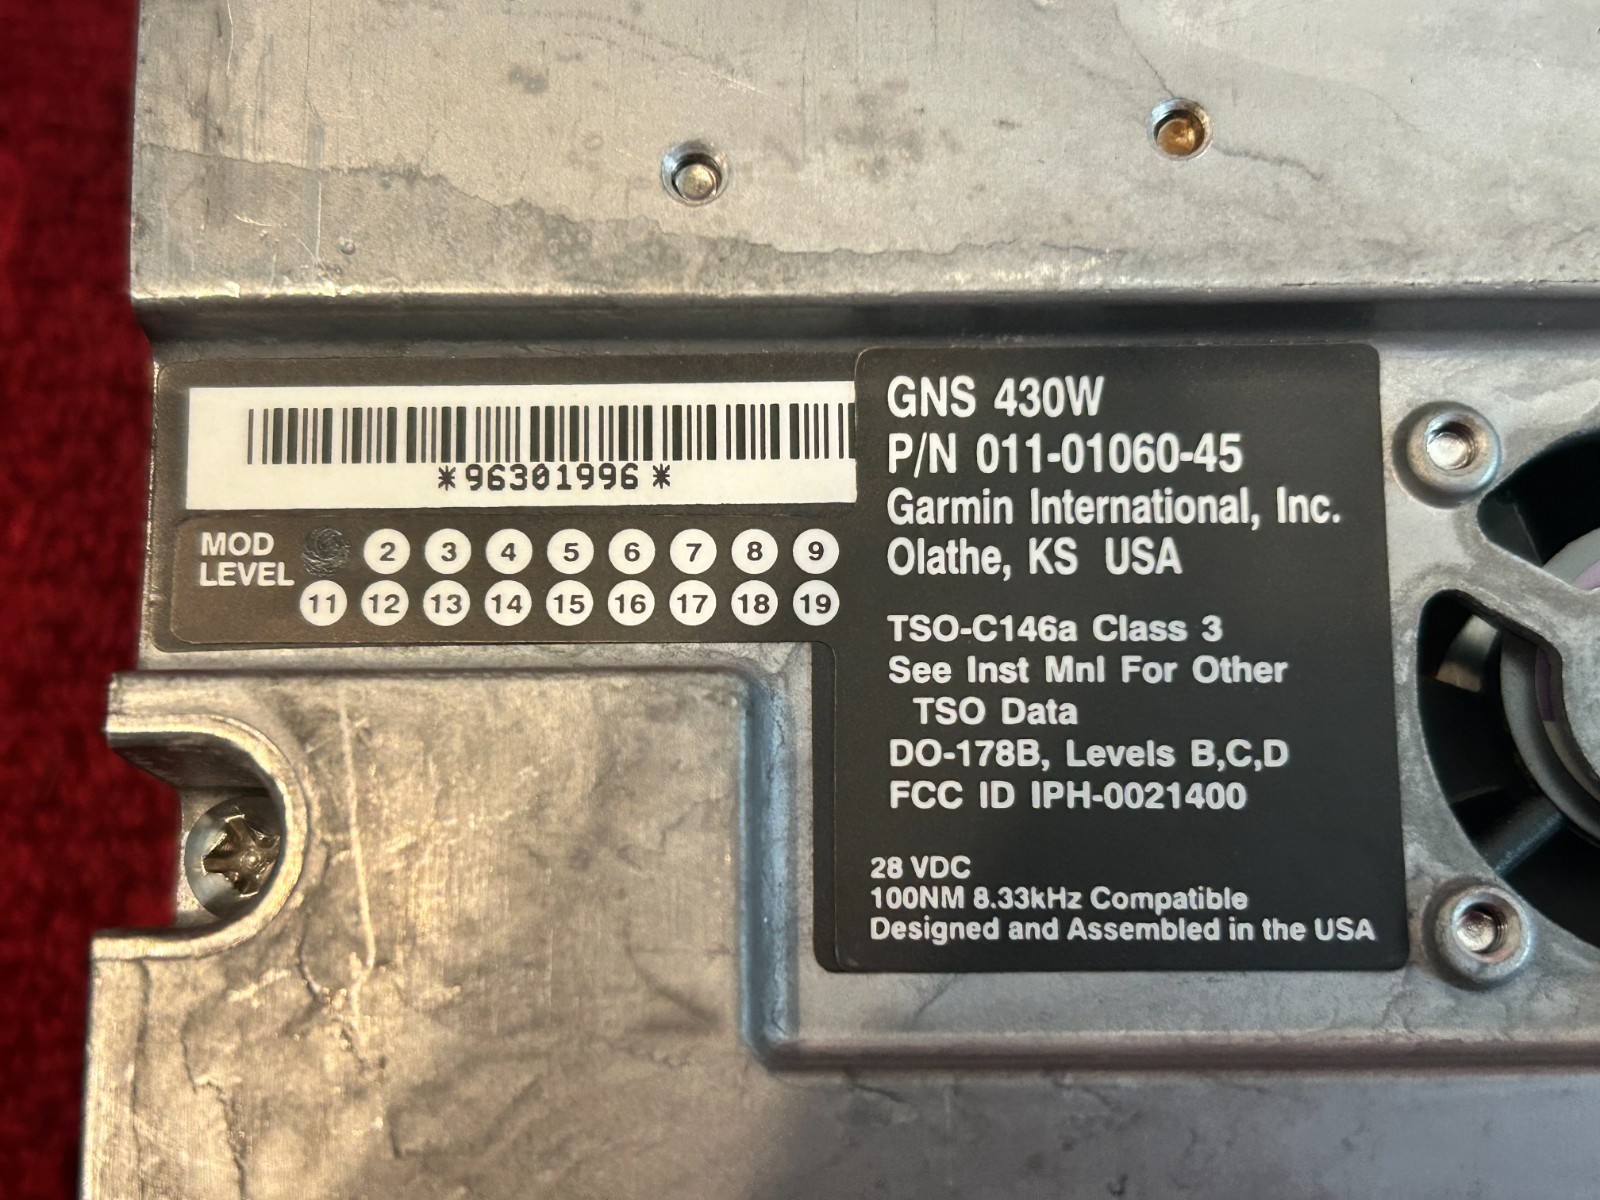 *96301996*
MOD
LEVEL
2 3 4 5 6 7 8 9
11 12 13 14 15 16 17 18 19
GNS 430W
P/N 011-01060-45
Garmin International, Inc.
Olathe, KS USA
TSO-C146a Class 3
See Inst Mnl For Other
TSO Data
DO-178B, Levels B,C,D
FCC ID IPH-0021400
28 VDC
100NM 8.33kHz Compatible
Designed and Assembled in the USA